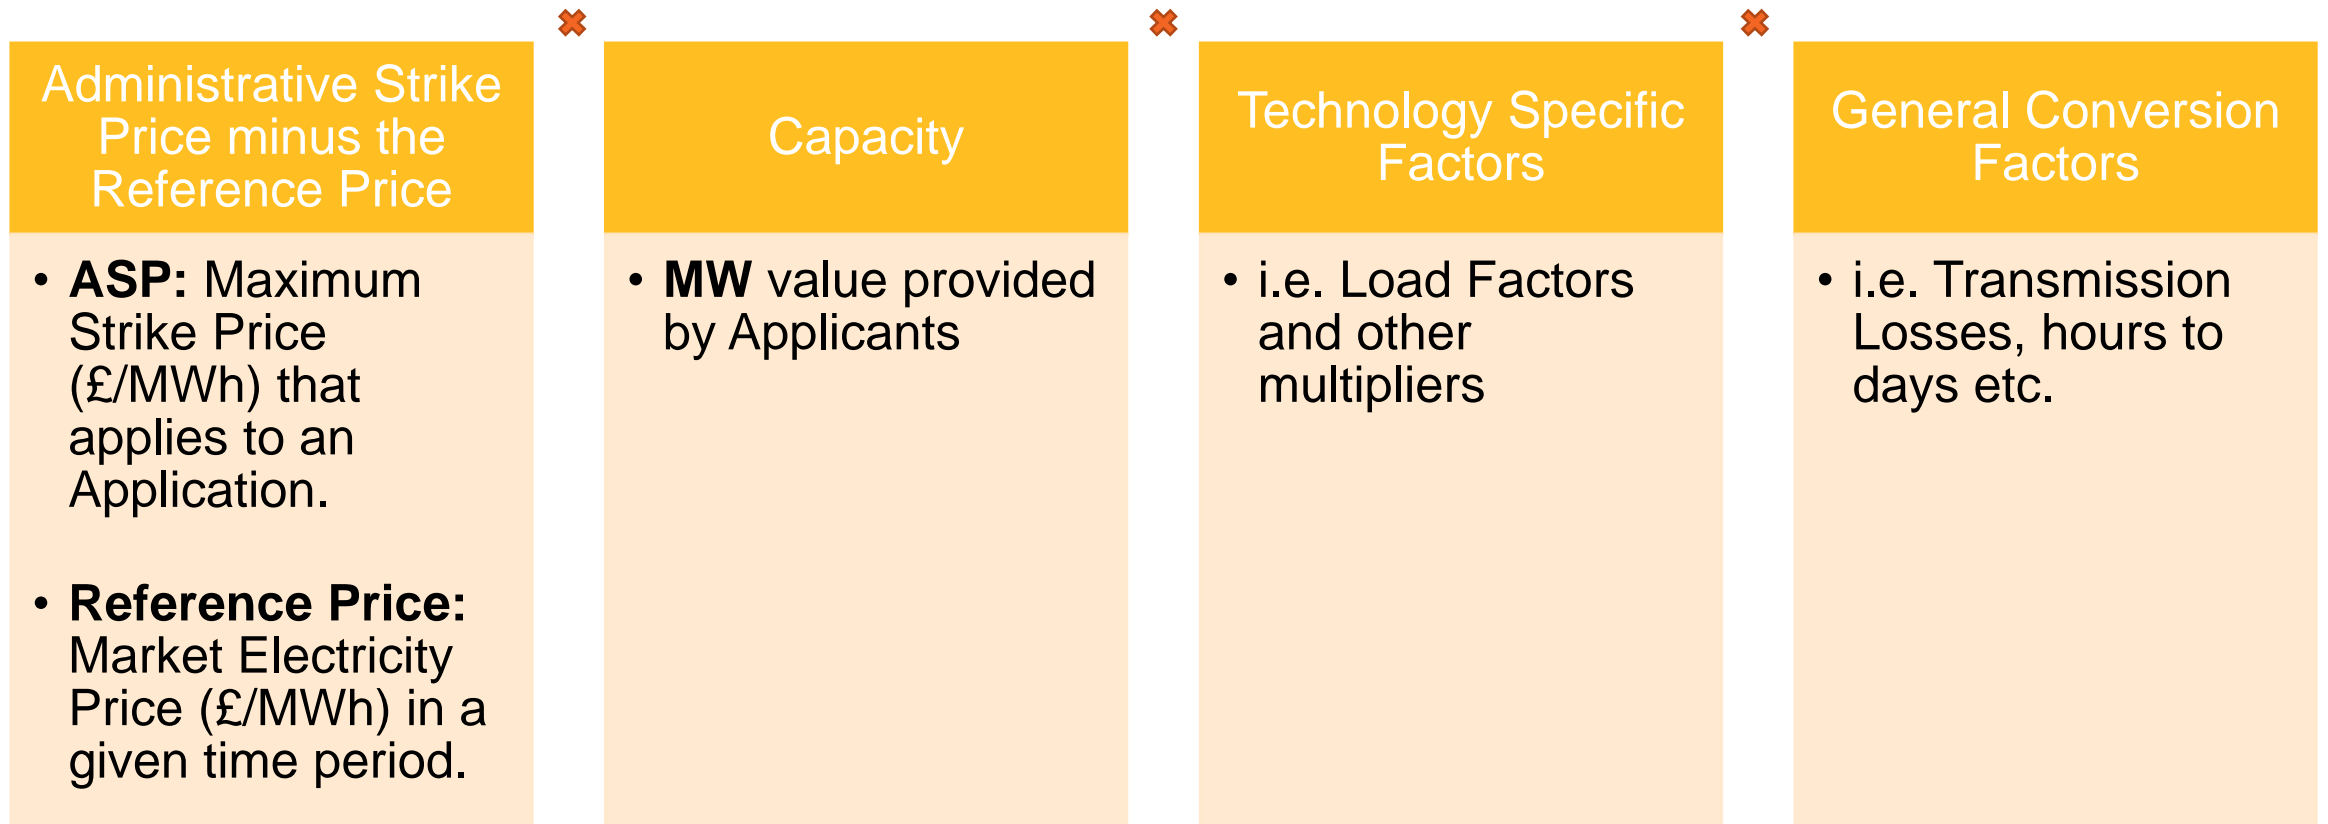 Administrative Strike
Price minus the
Reference Price
• ASP: Maximum
Strike Price
(£/MWh) that
applies to an
Application.
• Reference Price:
Market Electricity
Price (£/MWh) in a
given time period.
Capacity
• MW value provided
by Applicants
Technology Specific
Factors
• i.e. Load Factors
and other
multipliers
General Conversion
Factors
• i.e. Transmission
Losses, hours to
days etc.